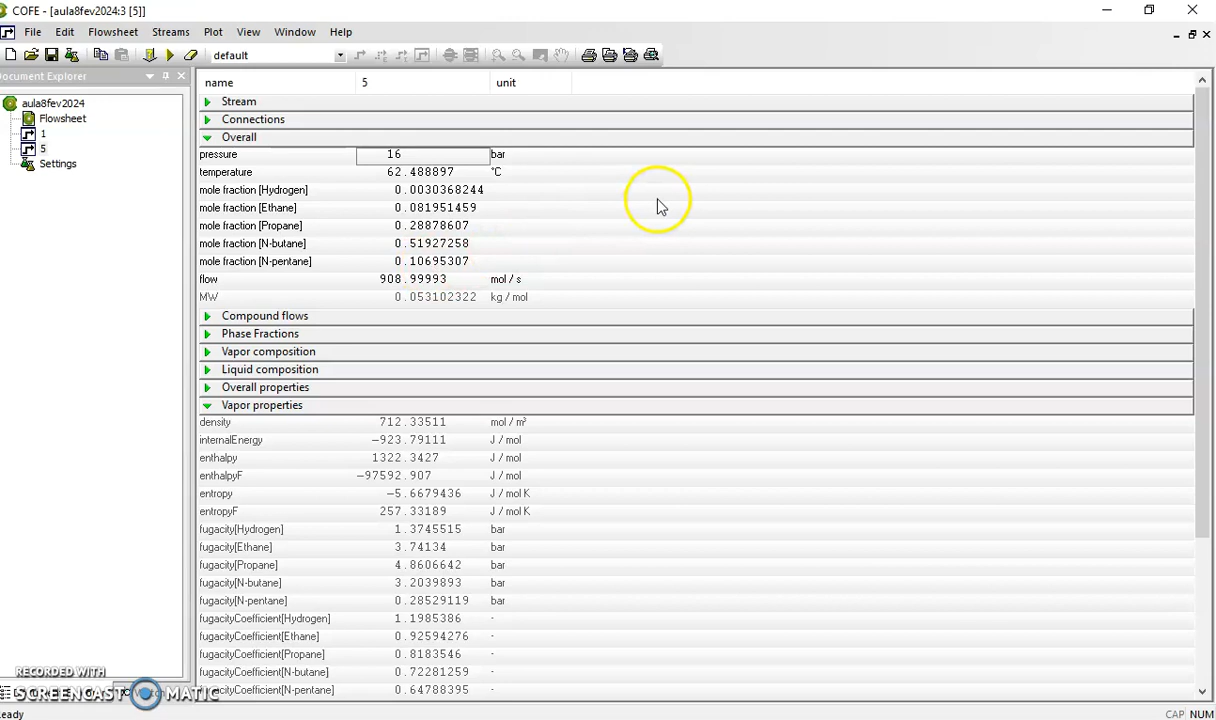 COFE - [aula8fev2024:3 [5]]
File Edit Flowsheet Streams Plot View Window Help
default
Document Explorer
aula8fev2024
Flowsheet
1
5
Settings
name 5 unit
Stream
Connections
Overall
pressure 16 bar
temperature 62.488897 °C
mole fraction [Hydrogen] 0.0030368244
mole fraction [Ethane] 0.081951459
mole fraction [Propane] 0.28878607
mole fraction [N-butane] 0.51927258
mole fraction [N-pentane] 0.10695307
flow 908.99993 mol / s
MW 0.053102322 kg / mol
Compound flows
Phase Fractions
Vapor composition
Liquid composition
Overall properties
Vapor properties
density 712.33511 mol / m³
internalEnergy -923.79111 J / mol
enthalpy 1322.3427 J / mol
enthalpyF -97592.907 J / mol
entropy -5.6679436 J / mol K
entropyF 257.33189 J / mol K
fugacity[Hydrogen] 1.3745515 bar
fugacity[Ethane] 3.74134 bar
fugacity[Propane] 4.8606642 bar
fugacity[N-butane] 3.2039893 bar
fugacity[N-pentane] 0.28529119 bar
fugacityCoefficient[Hydrogen] 1.1985386 -
fugacityCoefficient[Ethane] 0.92594276 -
fugacityCoefficient[Propane] 0.8183546 -
fugacityCoefficient[N-butane] 0.72281259 -
fugacityCoefficient[N-pentane] 0.64788395 -
RECORDED WITH
SCREENCAST MATIC
Ready CAP NUM